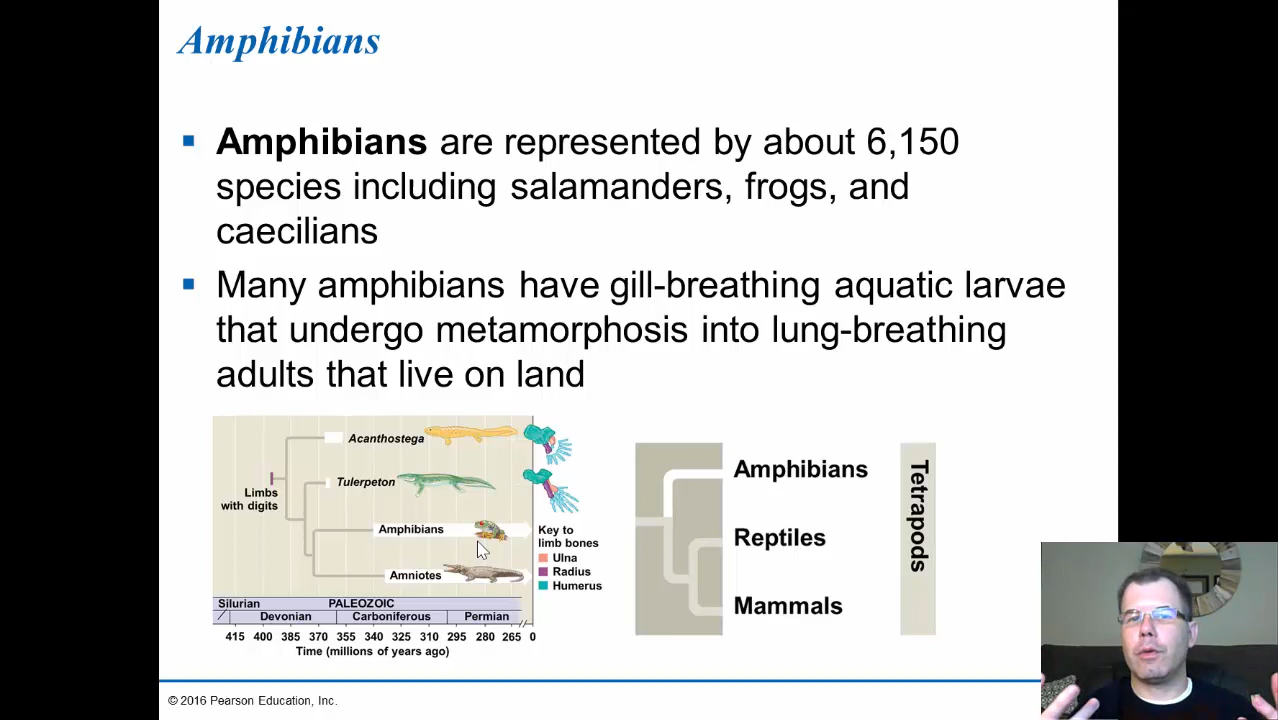 Amphibians
▪ Amphibians are represented by about 6,150
species including salamanders, frogs, and
caecilians
▪ Many amphibians have gill-breathing aquatic larvae
that undergo metamorphosis into lung-breathing
adults that live on land
Acanthostega
Tulerpeton
Limbs
with digits
Amphibians
Amniotes
Key to
limb bones
Ulna
Radius
Humerus
Silurian PALEOZOIC
Devonian Carboniferous Permian
415 400 385 370 355 340 325 310 295 280 265 0
Time (millions of years ago)
Amphibians
Reptiles
Mammals
Tetrapods
© 2016 Pearson Education, Inc.